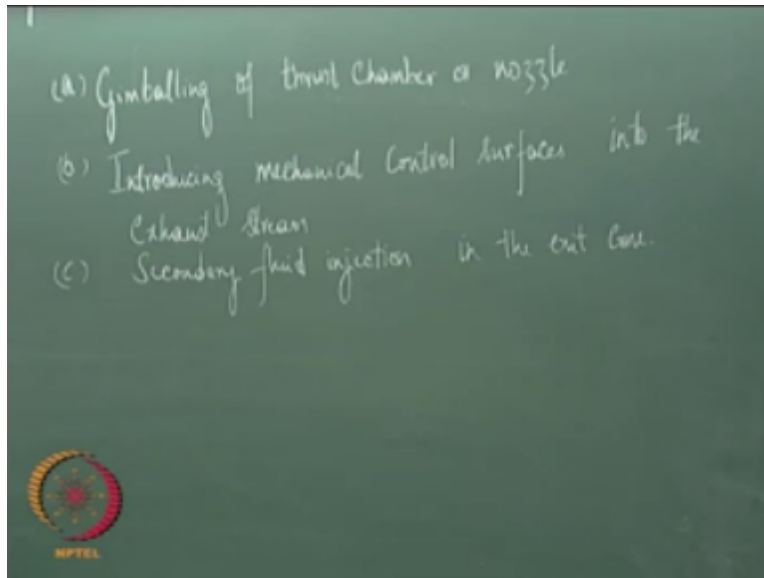 (a) Gimballing of thrust Chamber or nozzle
(b) Introducing mechanical Control Surfaces into the
Exhaust Stream
(c) Secondary fluid injection in the exit Cone.
NPTEL